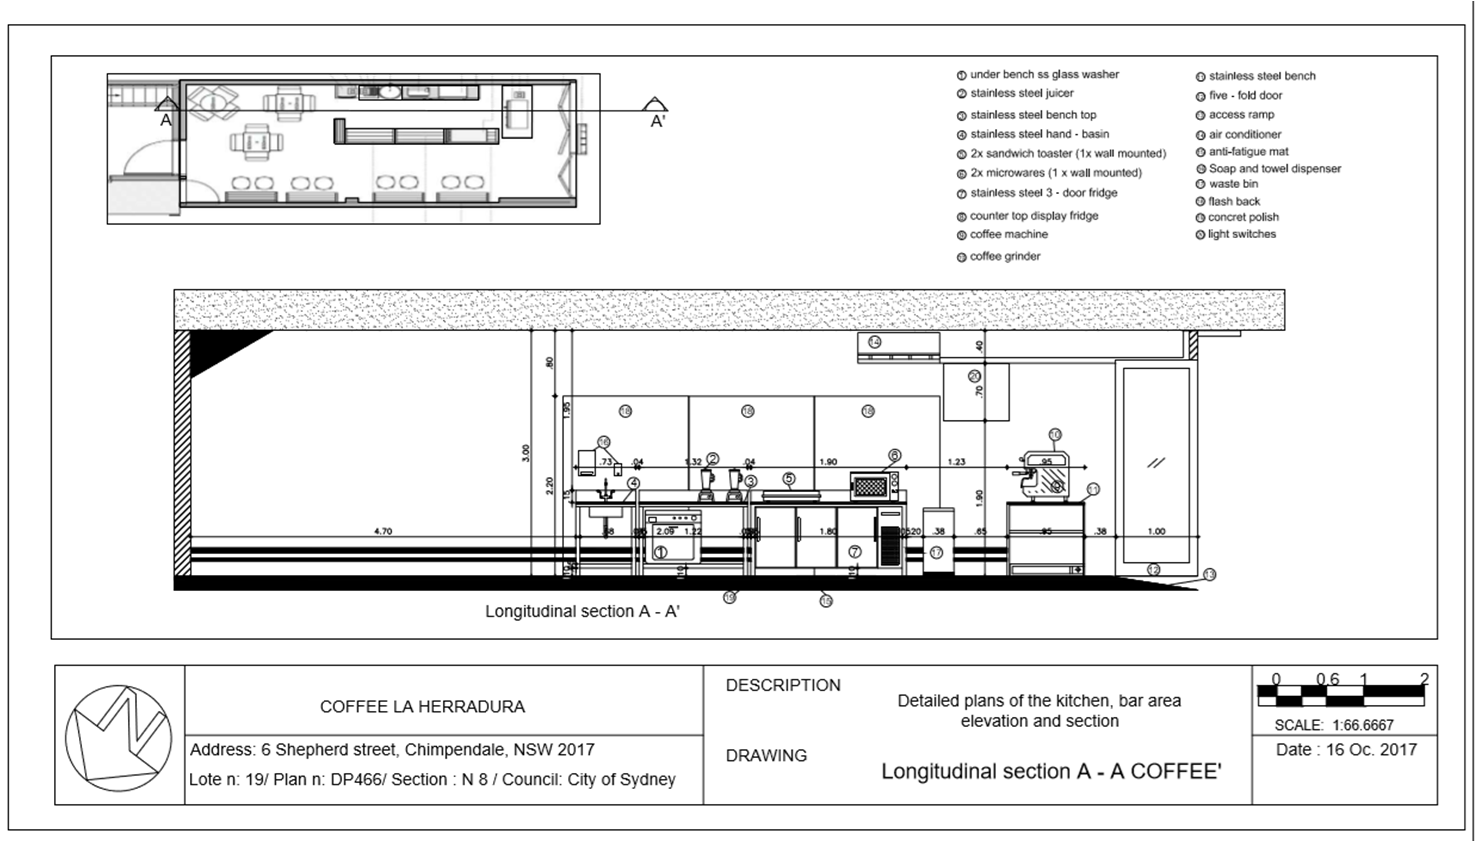 A
A'
① under bench ss glass washer
② stainless steel juicer
③ stainless steel bench top
④ stainless steel hand - basin
⑤ 2x sandwich toaster (1x wall mounted)
⑥ 2x microwares (1 x wall mounted)
⑦ stainless steel 3 - door fridge
⑧ counter top display fridge
⑨ coffee machine
⑩ coffee grinder
⑪ stainless steel bench
⑫ five - fold door
⑬ access ramp
⑭ air conditioner
⑮ anti-fatigue mat
⑯ Soap and towel dispenser
⑰ waste bin
⑱ flash back
⑲ concret polish
⑳ light switches
⑭
.40
⑳
.70
.80
1.95
⑱
⑱
⑱
3.00
2.20
⑯
②
⑥
⑩
.73 .04 1.32 .04 1.90 1.23 .95
④
③
⑤
⑨
⑪
.15
1.90
4.70
2.09 1.22
1.80
.38 .65 .95 .38 1.00
①
⑦
⑰
.10
.10
.10
⑫
⑬
⑲
⑮
Longitudinal section A - A'
COFFEE LA HERRADURA
Address: 6 Shepherd street, Chimpendale, NSW 2017
Lote n: 19/ Plan n: DP466/ Section : N 8 / Council: City of Sydney
DESCRIPTION
Detailed plans of the kitchen, bar area
elevation and section
DRAWING
Longitudinal section A - A COFFEE'
0 0.6 1 2
SCALE: 1:66.6667
Date : 16 Oc. 2017